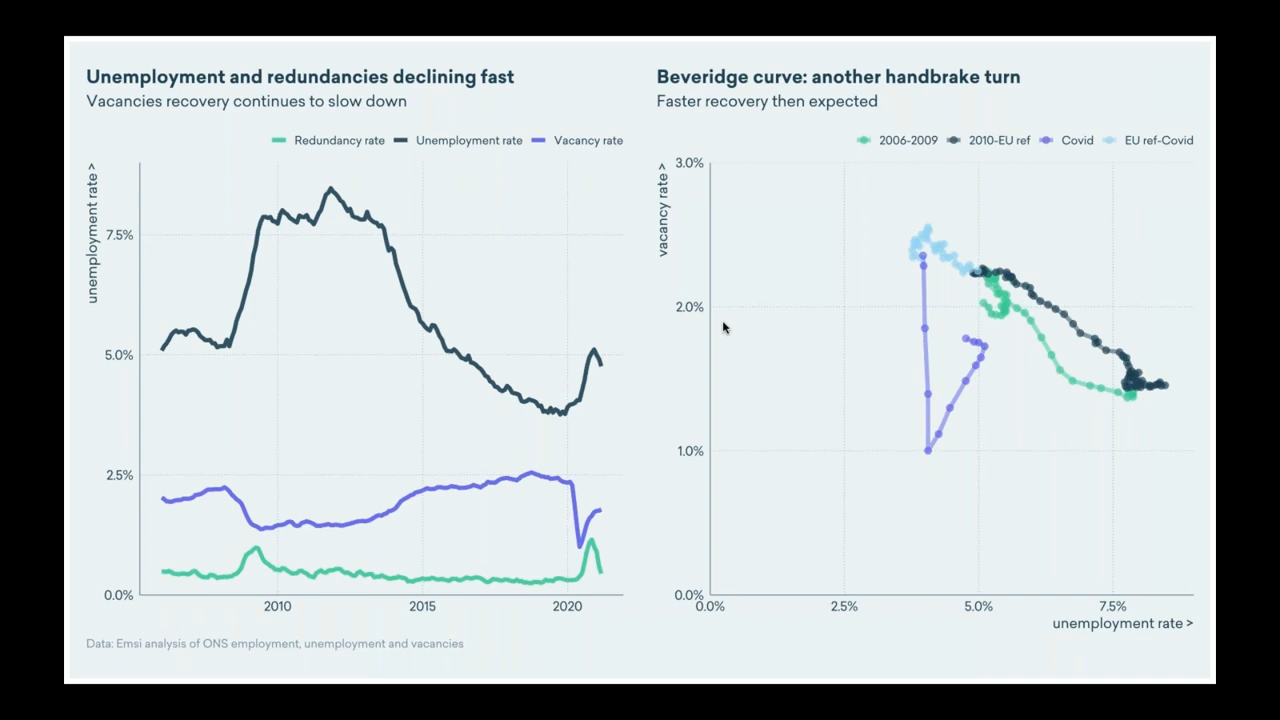 Unemployment and redundancies declining fast
Vacancies recovery continues to slow down
Redundancy rate Unemployment rate Vacancy rate
unemployment rate >
7.5%
5.0%
2.5%
0.0%
2010 2015 2020
Data: Emsi analysis of ONS employment, unemployment and vacancies
Beveridge curve: another handbrake turn
Faster recovery then expected
2006-2009 2010-EU ref Covid EU ref-Covid
vacancy rate >
3.0%
2.0%
1.0%
0.0%
0.0% 2.5% 5.0% 7.5%
unemployment rate >